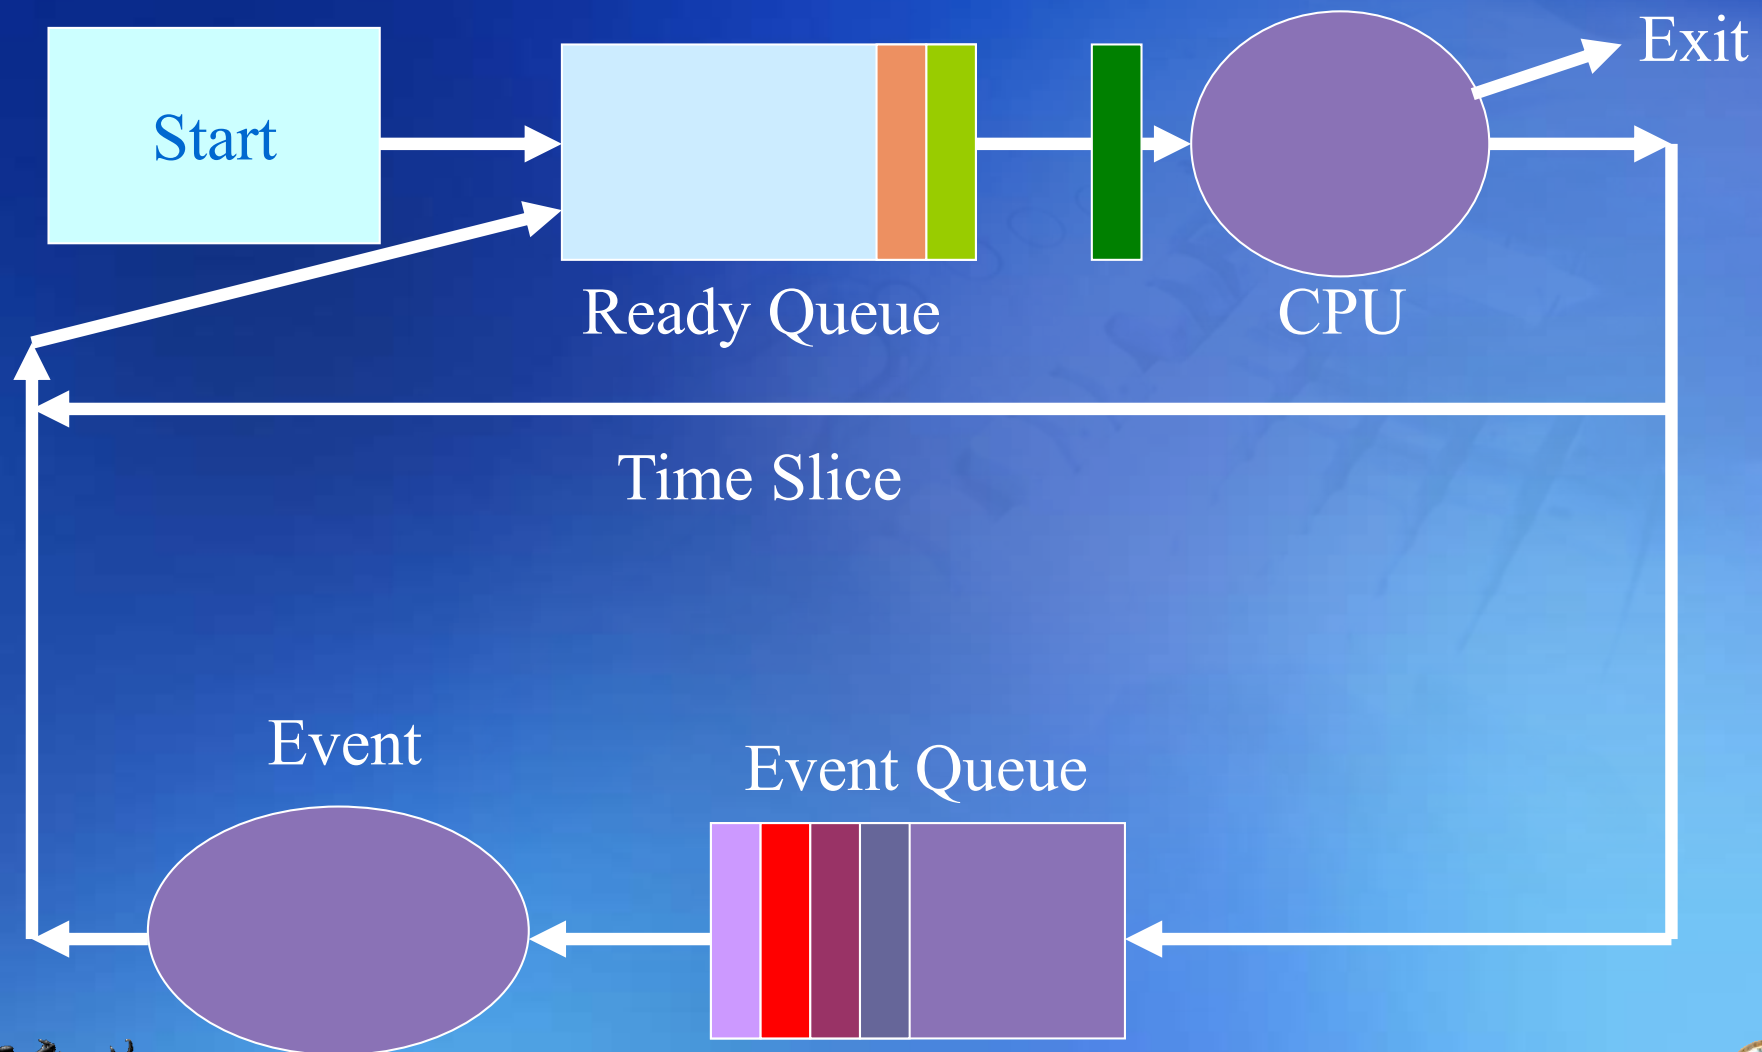 Start
Exit
Ready Queue
CPU
Time Slice
Event
Event Queue